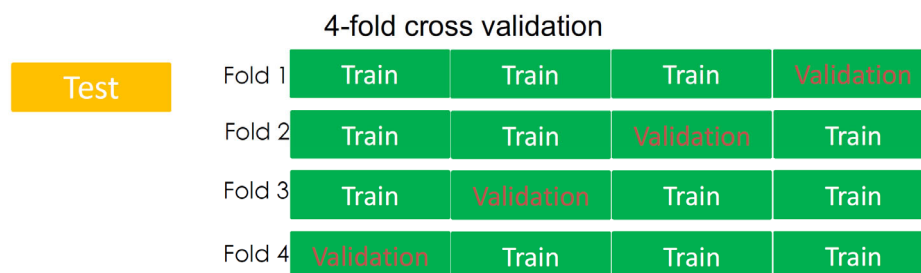 4-fold cross validation
Test
Fold 1 Train Train Train Validation
Fold 2 Train Train Validation Train
Fold 3 Train Validation Train Train
Fold 4 Validation Train Train Train